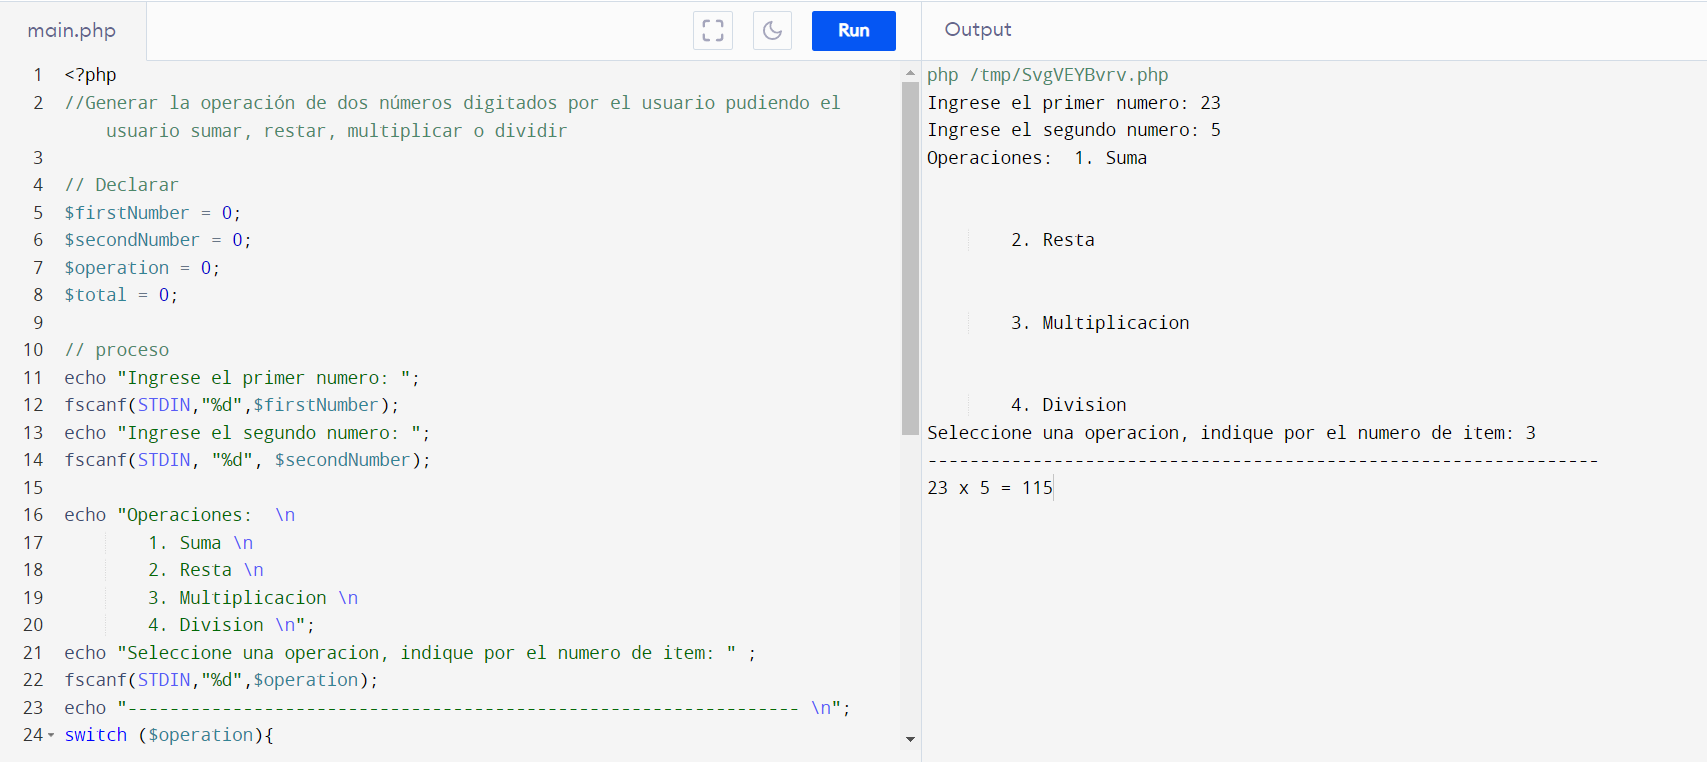 main.php
Run
Output
1 <?php
2 //Generar la operación de dos números digitados por el usuario pudiendo el
usuario sumar, restar, multiplicar o dividir
3
4 // Declarar
5 $firstNumber = 0;
6 $secondNumber = 0;
7 $operation = 0;
8 $total = 0;
9
10 // proceso
11 echo "Ingrese el primer numero: ";
12 fscanf(STDIN,"%d",$firstNumber);
13 echo "Ingrese el segundo numero: ";
14 fscanf(STDIN, "%d", $secondNumber);
15
16 echo "Operaciones:  \n
17 1. Suma \n
18 2. Resta \n
19 3. Multiplicacion \n
20 4. Division \n";
21 echo "Seleccione una operacion, indique por el numero de item: " ;
22 fscanf(STDIN,"%d",$operation);
23 echo "---------------------------------------------------------------- \n";
24 switch ($operation){
php /tmp/SvgVEYBvrv.php
Ingrese el primer numero: 23
Ingrese el segundo numero: 5
Operaciones:  1. Suma
2. Resta
3. Multiplicacion
4. Division
Seleccione una operacion, indique por el numero de item: 3
----------------------------------------------------------------
23 x 5 = 115